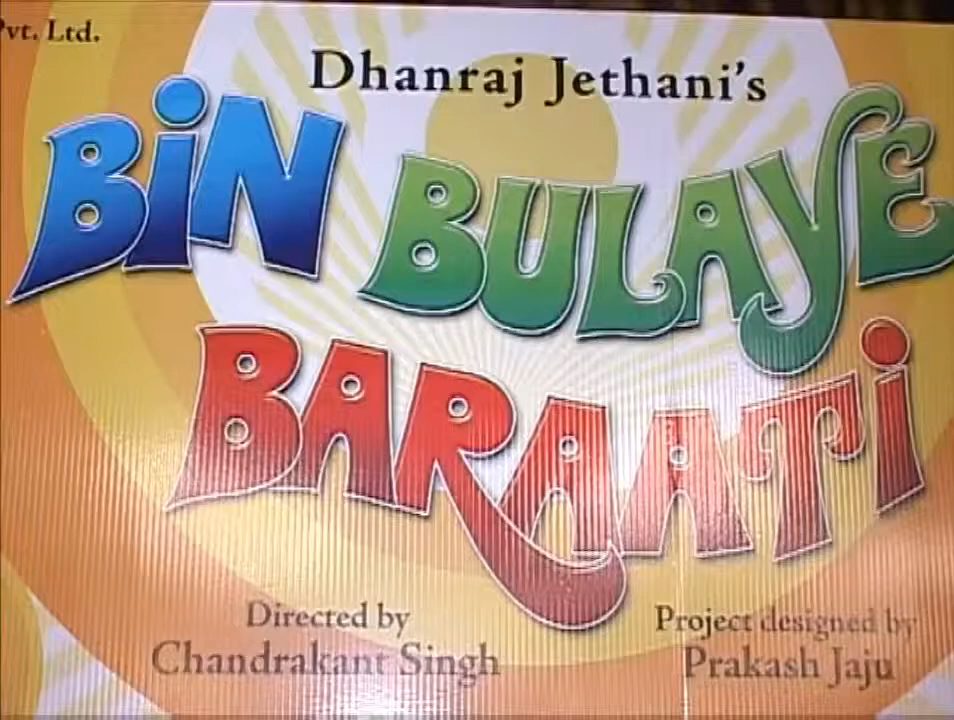 Pvt. Ltd.
Dhanraj Jethani's
BiN BULAYE
BARAATi
Directed by
Chandrakant Singh
Project designed by
Prakash Jaju